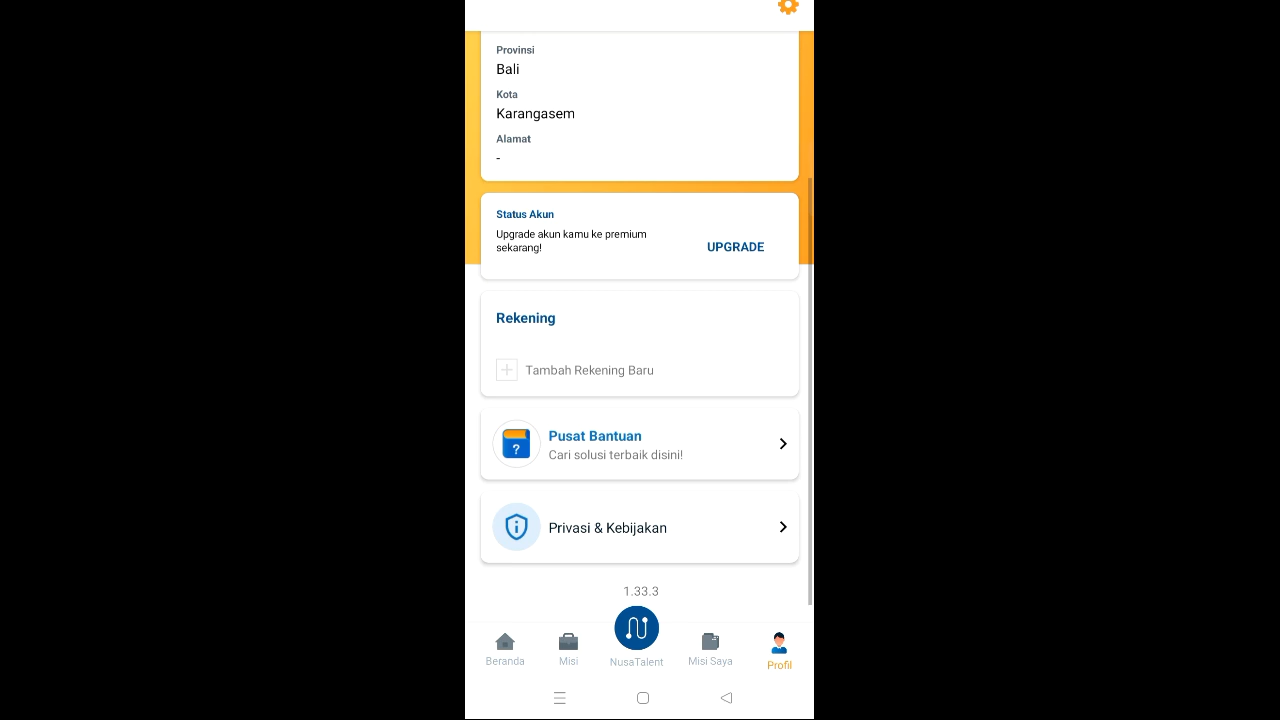 Provinsi
Bali
Kota
Karangasem
Alamat
-
Status Akun
Upgrade akun kamu ke premium
sekarang!
UPGRADE
Rekening
Tambah Rekening Baru
Pusat Bantuan
Cari solusi terbaik disini!
Privasi & Kebijakan
1.33.3
Beranda
Misi
NusaTalent
Misi Saya
Profil